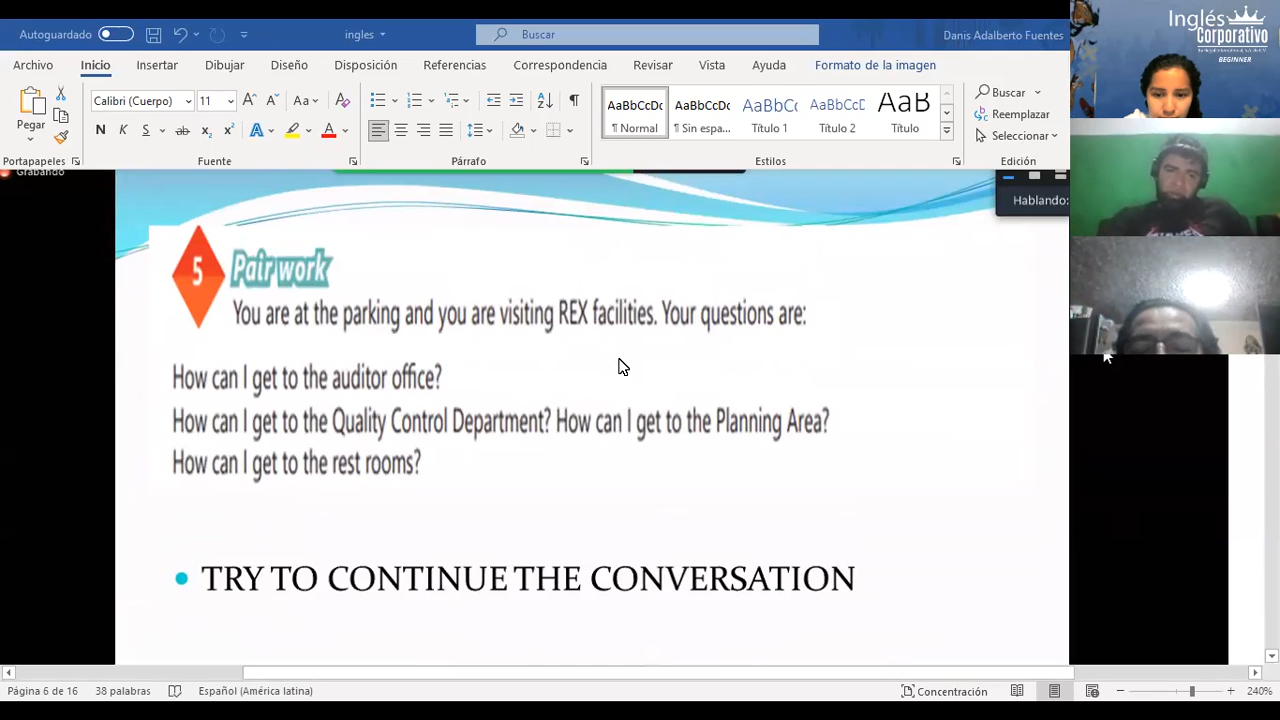 Autoguardado
ingles
Buscar
Danis Adalberto Fuentes
Inglés
Corporativo
BEGINNER
Archivo Inicio Insertar Dibujar Diseño Disposición Referencias Correspondencia Revisar Vista Ayuda Formato de la imagen
Pegar
Calibri (Cuerpo) 11
AaBbCcDc AaBbCcDc AaBbCc AaBbCcD AaB
¶ Normal ¶ Sin espa... Título 1 Título 2 Título
Buscar
Reemplazar
Seleccionar
Portapapeles Fuente Párrafo Estilos Edición
Grabando
Hablando:
5 Pair work
You are at the parking and you are visiting REX facilities. Your questions are:
How can I get to the auditor office?
How can I get to the Quality Control Department? How can I get to the Planning Area?
How can I get to the rest rooms?
• TRY TO CONTINUE THE CONVERSATION
Página 6 de 16 38 palabras Español (América latina) Concentración 240%